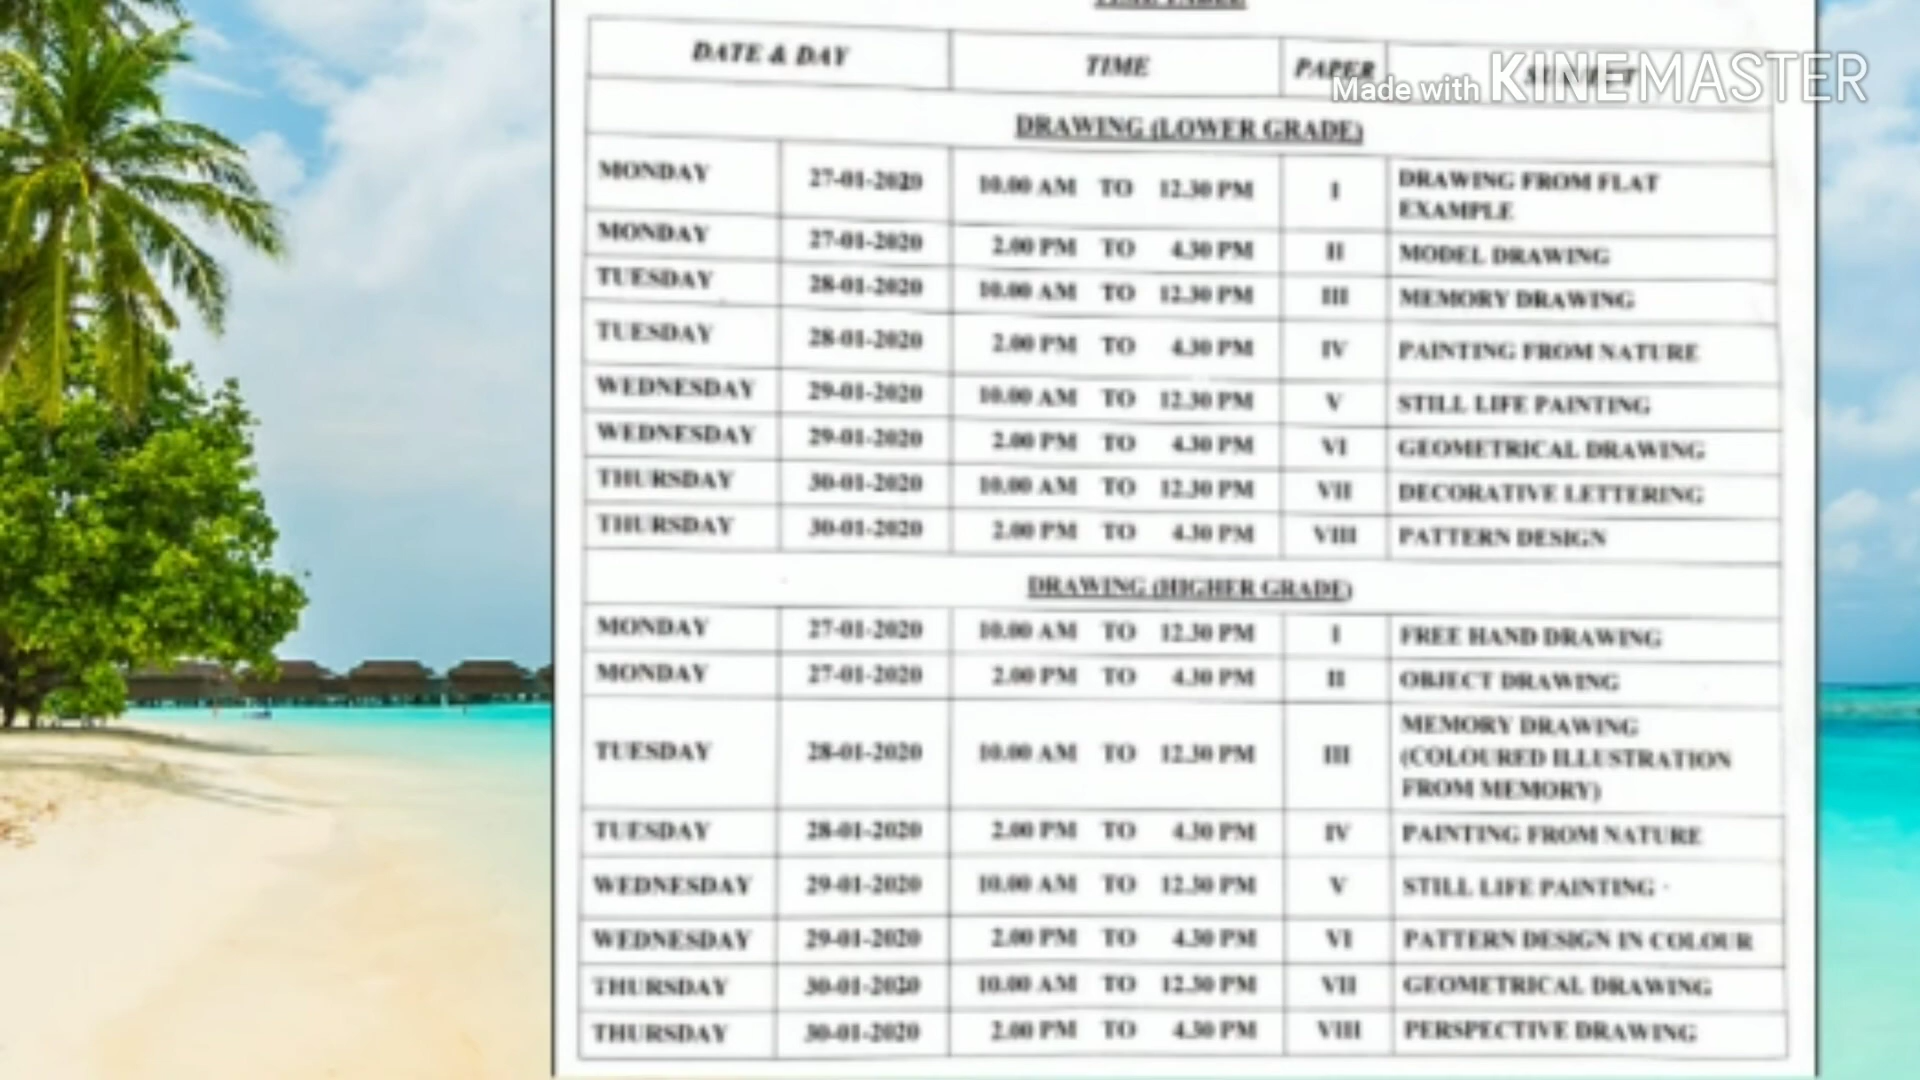 TIME TABLE
DATE & DAY TIME PAPER
Made with KINEMASTER
DRAWING (LOWER GRADE)
MONDAY 27-01-2020 10.00 AM TO 12.30 PM I DRAWING FROM FLAT
EXAMPLE
MONDAY 27-01-2020 2.00 PM TO 4.30 PM II MODEL DRAWING
TUESDAY 28-01-2020 10.00 AM TO 12.30 PM III MEMORY DRAWING
TUESDAY 28-01-2020 2.00 PM TO 4.30 PM IV PAINTING FROM NATURE
WEDNESDAY 29-01-2020 10.00 AM TO 12.30 PM V STILL LIFE PAINTING
WEDNESDAY 29-01-2020 2.00 PM TO 4.30 PM VI GEOMETRICAL DRAWING
THURSDAY 30-01-2020 10.00 AM TO 12.30 PM VII DECORATIVE LETTERING
THURSDAY 30-01-2020 2.00 PM TO 4.30 PM VIII PATTERN DESIGN
DRAWING (HIGHER GRADE)
MONDAY 27-01-2020 10.00 AM TO 12.30 PM I FREE HAND DRAWING
MONDAY 27-01-2020 2.00 PM TO 4.30 PM II OBJECT DRAWING
TUESDAY 28-01-2020 10.00 AM TO 12.30 PM III MEMORY DRAWING
(COLOURED ILLUSTRATION
FROM MEMORY)
TUESDAY 28-01-2020 2.00 PM TO 4.30 PM IV PAINTING FROM NATURE
WEDNESDAY 29-01-2020 10.00 AM TO 12.30 PM V STILL LIFE PAINTING
WEDNESDAY 29-01-2020 2.00 PM TO 4.30 PM VI PATTERN DESIGN IN COLOUR
THURSDAY 30-01-2020 10.00 AM TO 12.30 PM VII GEOMETRICAL DRAWING
THURSDAY 30-01-2020 2.00 PM TO 4.30 PM VIII PERSPECTIVE DRAWING